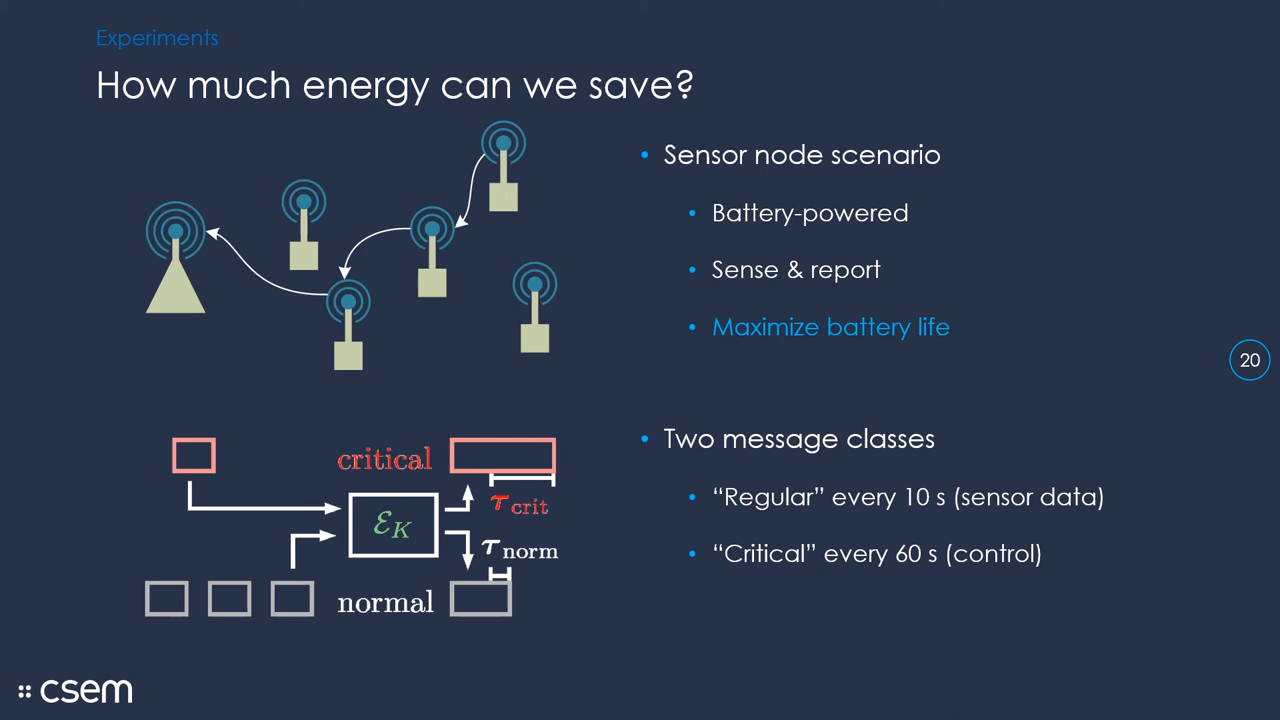 Experiments
How much energy can we save?
• Sensor node scenario
• Battery-powered
• Sense & report
• Maximize battery life
20
critical
τcrit
ℰK
τnorm
normal
• Two message classes
• “Regular” every 10 s (sensor data)
• “Critical” every 60 s (control)
csem